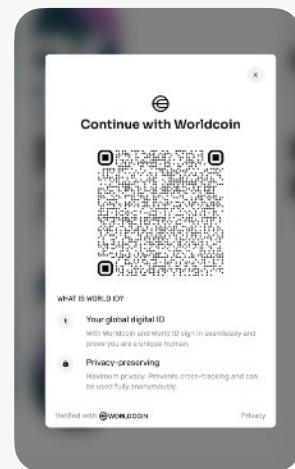 Continue with Worldcoin
WHAT IS WORLD ID?
Your global digital ID
With Worldcoin and World ID sign in seamlessly and
prove you are a unique human.
Privacy-preserving
Maximum privacy. Prevents cross-tracking and can
be used fully anonymously.
Verified with WORLDCOIN
Privacy